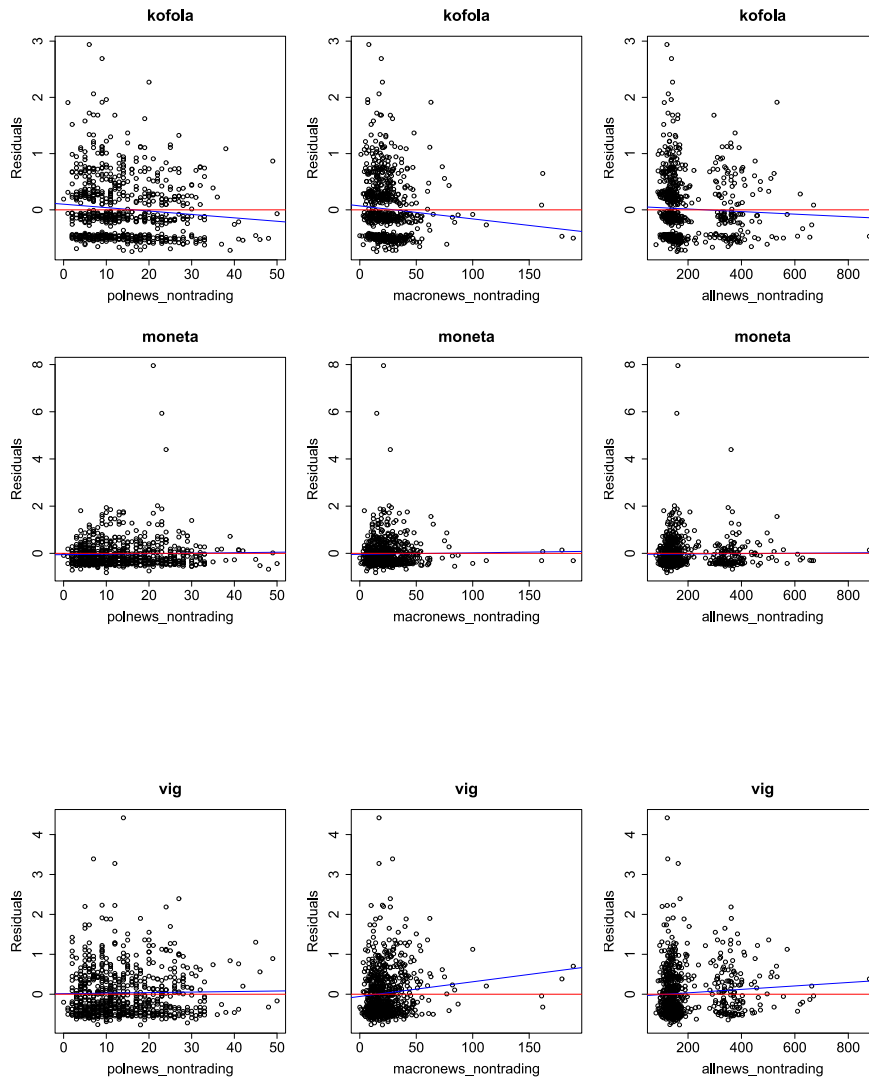 kofola kofola kofola
Residuals Residuals Residuals
3 3 3
2 2 2
1 1 1
0 0 0
0 10 20 30 40 50 0 50 100 150 200 400 600 800
polnews_nontrading macronews_nontrading allnews_nontrading
moneta moneta moneta
Residuals Residuals Residuals
8 8 8
6 6 6
4 4 4
2 2 2
0 0 0
0 10 20 30 40 50 0 50 100 150 200 400 600 800
polnews_nontrading macronews_nontrading allnews_nontrading
vig vig vig
Residuals Residuals Residuals
4 4 4
3 3 3
2 2 2
1 1 1
0 0 0
0 10 20 30 40 50 0 50 100 150 200 400 600 800
polnews_nontrading macronews_nontrading allnews_nontrading